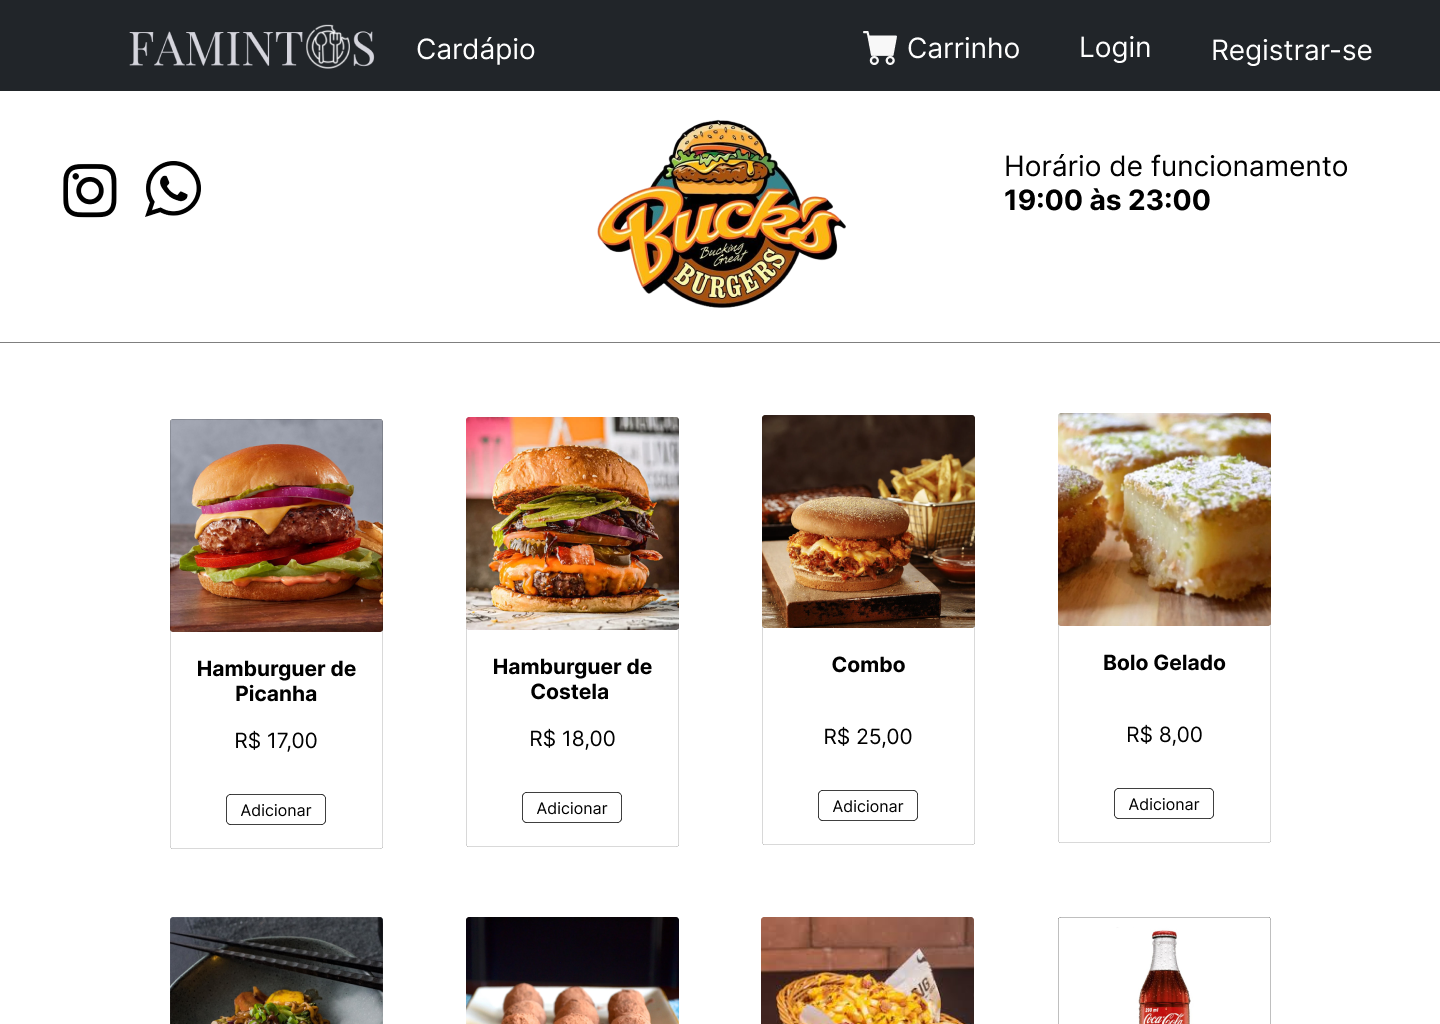 FAMINTOS
Cardápio
Carrinho
Login
Registrar-se
Buck's
Bucking
Great
BURGERS
Horário de funcionamento
19:00 às 23:00
Hamburguer de
Picanha
R$ 17,00
Adicionar
Hamburguer de
Costela
R$ 18,00
Adicionar
Combo
R$ 25,00
Adicionar
Bolo Gelado
R$ 8,00
Adicionar
Coca-Cola